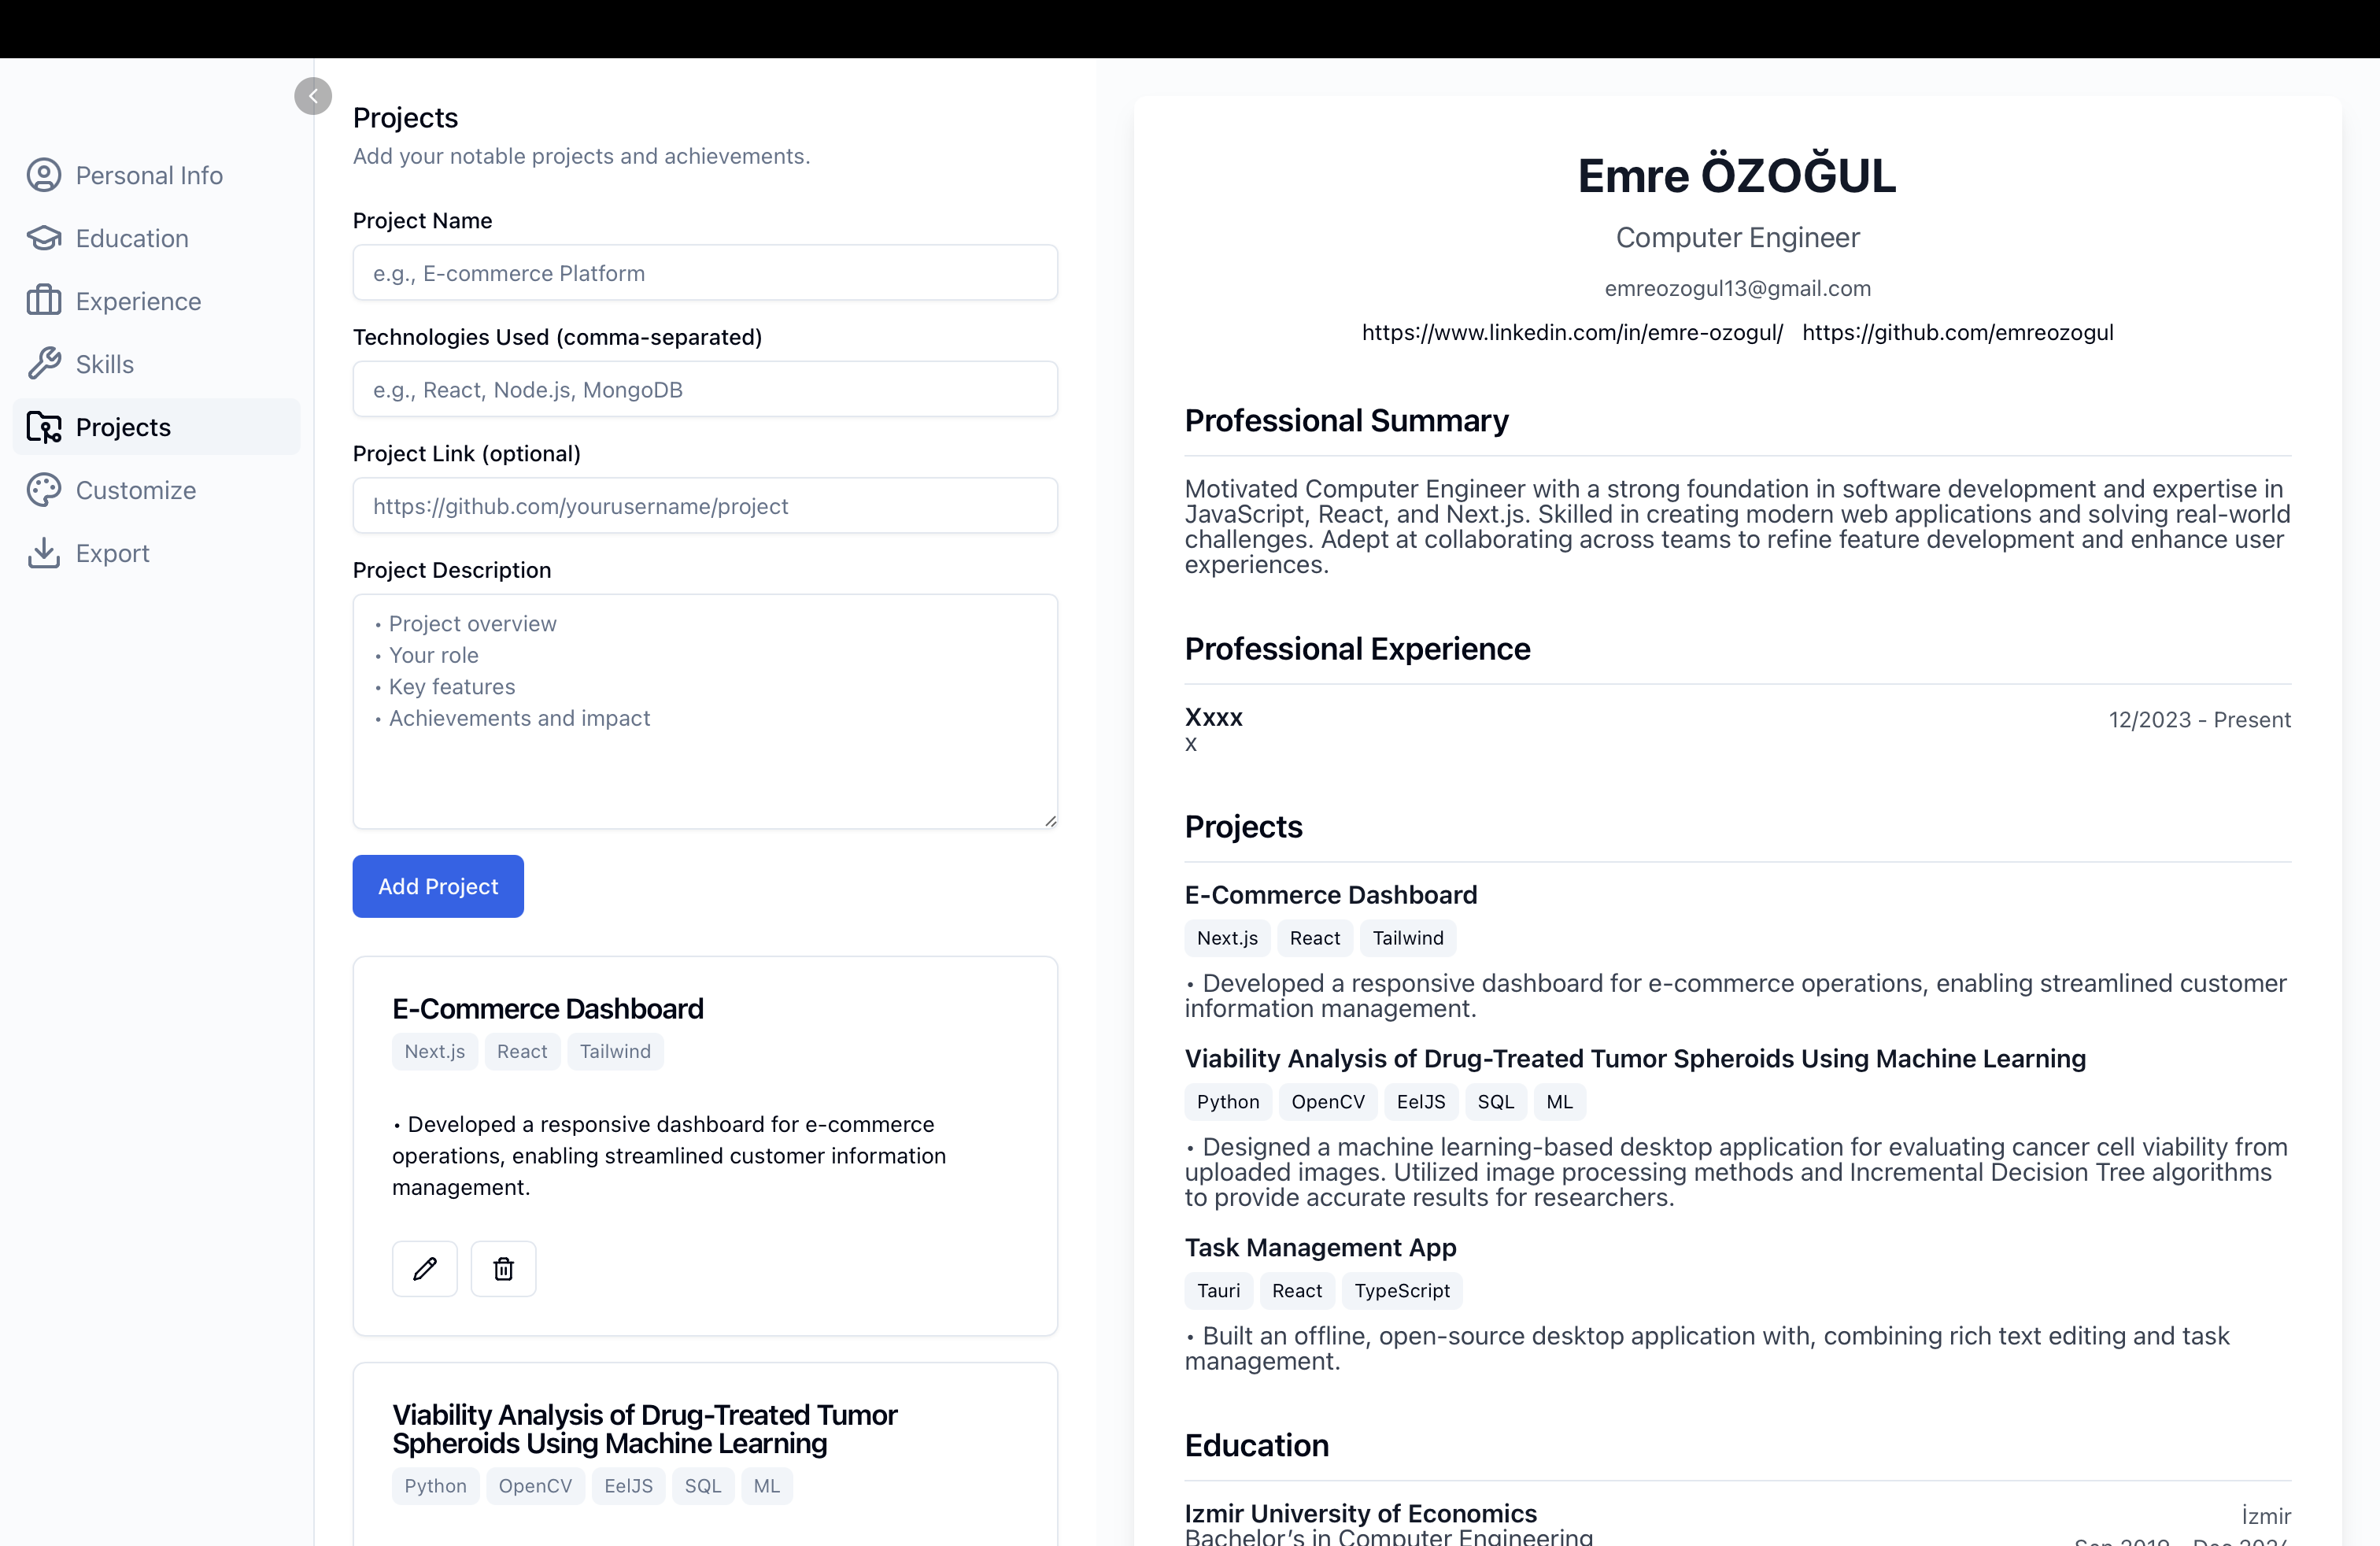 Personal Info
Education
Experience
Skills
Projects
Customize
Export
Projects
Add your notable projects and achievements.
Project Name
e.g., E-commerce Platform
Technologies Used (comma-separated)
e.g., React, Node.js, MongoDB
Project Link (optional)
https://github.com/yourusername/project
Project Description
• Project overview
• Your role
• Key features
• Achievements and impact
Add Project
E-Commerce Dashboard
Next.js React Tailwind
• Developed a responsive dashboard for e-commerce
operations, enabling streamlined customer information
management.
Viability Analysis of Drug-Treated Tumor
Spheroids Using Machine Learning
Python OpenCV EelJS SQL ML
Emre ÖZOĞUL
Computer Engineer
emreozogul13@gmail.com
https://www.linkedin.com/in/emre-ozogul/ https://github.com/emreozogul
Professional Summary
Motivated Computer Engineer with a strong foundation in software development and expertise in
JavaScript, React, and Next.js. Skilled in creating modern web applications and solving real-world
challenges. Adept at collaborating across teams to refine feature development and enhance user
experiences.
Professional Experience
Xxxx 12/2023 - Present
x
Projects
E-Commerce Dashboard
Next.js React Tailwind
• Developed a responsive dashboard for e-commerce operations, enabling streamlined customer
information management.
Viability Analysis of Drug-Treated Tumor Spheroids Using Machine Learning
Python OpenCV EelJS SQL ML
• Designed a machine learning-based desktop application for evaluating cancer cell viability from
uploaded images. Utilized image processing methods and Incremental Decision Tree algorithms
to provide accurate results for researchers.
Task Management App
Tauri React TypeScript
• Built an offline, open-source desktop application with, combining rich text editing and task
management.
Education
Izmir University of Economics İzmir
Bachelor's in Computer Engineering